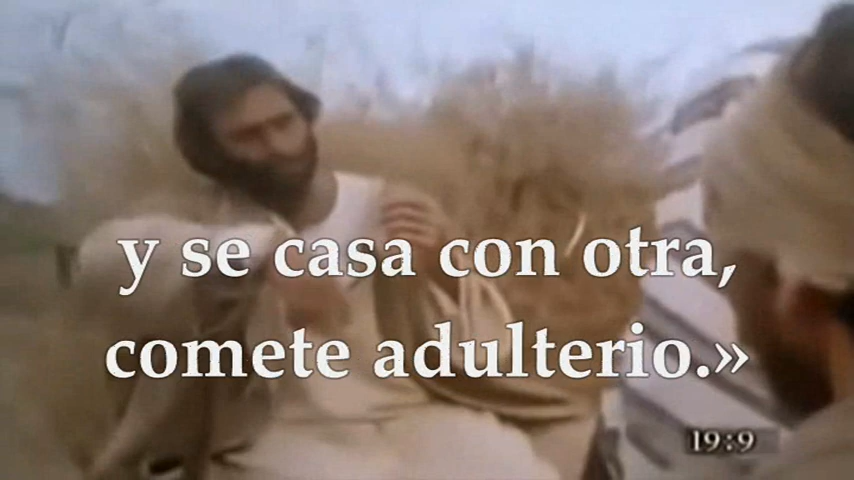 y se casa con otra,
comete adulterio.»
19:9